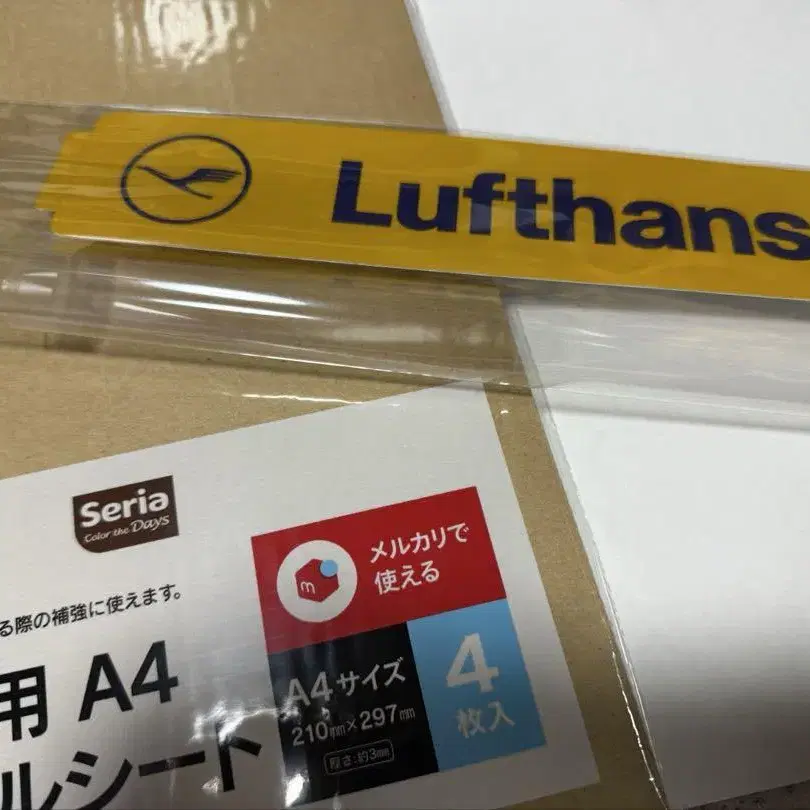 Lufthans
Seria
Color the Days
メルカリで
使える
る際の補強に使えます。
用 A4
ルシート
A4サイズ
210mm×297mm
厚さ:約3mm
4
枚入